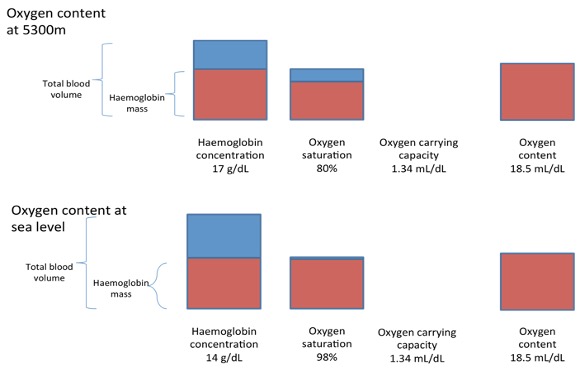 Oxygen content
at 5300m
Total blood
volume
Haemoglobin
mass
Haemoglobin
concentration
17 g/dL
Oxygen
saturation
80%
Oxygen carrying
capacity
1.34 mL/dL
Oxygen
content
18.5 mL/dL
Oxygen content at
sea level
Total blood
volume
Haemoglobin
mass
Haemoglobin
concentration
14 g/dL
Oxygen
saturation
98%
Oxygen carrying
capacity
1.34 mL/dL
Oxygen
content
18.5 mL/dL